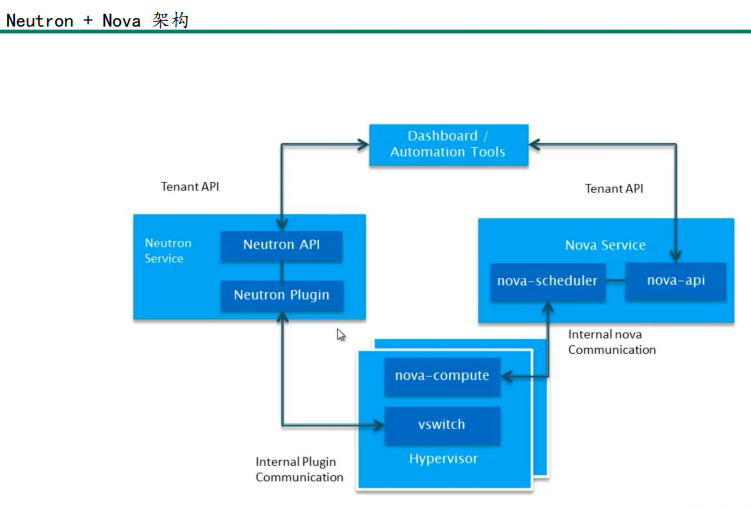 Neutron + Nova 架构
Dashboard /
Automation Tools
Tenant API
Tenant API
Neutron
Service
Neutron API
Neutron Plugin
Nova Service
nova-scheduler
nova-api
Internal nova
Communication
nova-compute
vswitch
Hypervisor
Internal Plugin
Communication